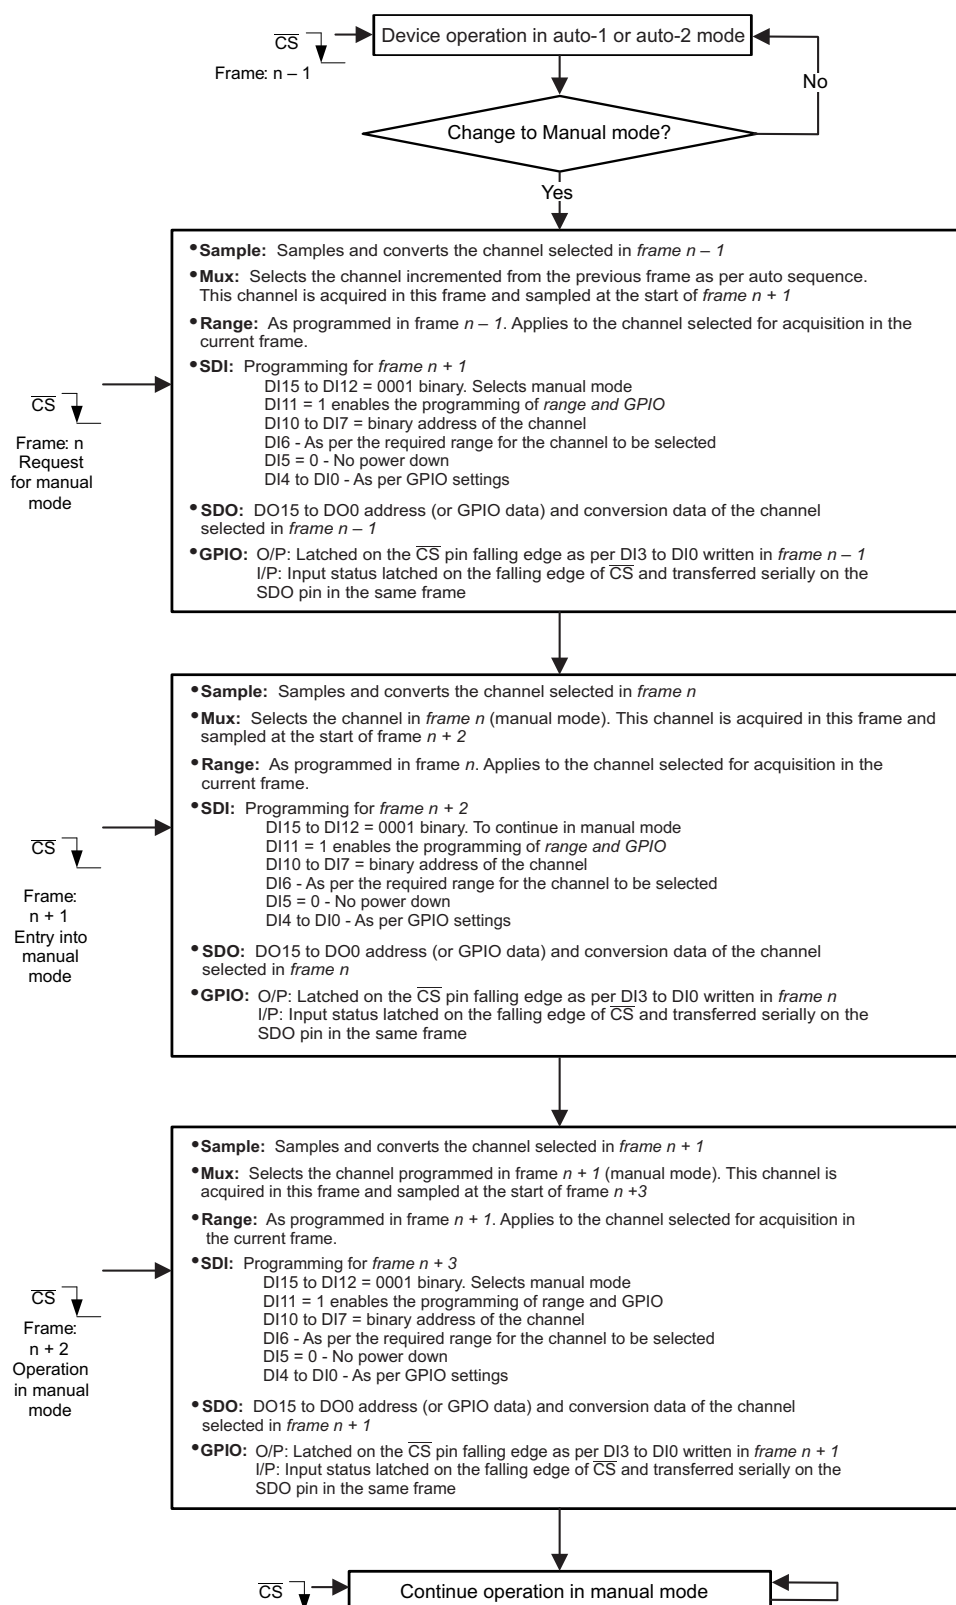 Device operation in auto-1 or auto-2 mode
CS
Frame: n – 1
No
Change to Manual mode?
Yes
•Sample: Samples and converts the channel selected in frame n – 1
•Mux: Selects the channel incremented from the previous frame as per auto sequence.
This channel is acquired in this frame and sampled at the start of frame n + 1
•Range: As programmed in frame n – 1. Applies to the channel selected for acquisition in the
current frame.
•SDI: Programming for frame n + 1
DI15 to DI12 = 0001 binary. Selects manual mode
DI11 = 1 enables the programming of range and GPIO
DI10 to DI7 = binary address of the channel
DI6 - As per the required range for the channel to be selected
DI5 = 0 - No power down
DI4 to DI0 - As per GPIO settings
•SDO: DO15 to DO0 address (or GPIO data) and conversion data of the channel
selected in frame n – 1
•GPIO: O/P: Latched on the CS pin falling edge as per DI3 to DI0 written in frame n – 1
I/P: Input status latched on the falling edge of CS and transferred serially on the
SDO pin in the same frame
CS
Frame: n
Request
for manual
mode
•Sample: Samples and converts the channel selected in frame n
•Mux: Selects the channel in frame n (manual mode). This channel is acquired in this frame and
sampled at the start of frame n + 2
•Range: As programmed in frame n. Applies to the channel selected for acquisition in the
current frame.
•SDI: Programming for frame n + 2
DI15 to DI12 = 0001 binary. To continue in manual mode
DI11 = 1 enables the programming of range and GPIO
DI10 to DI7 = binary address of the channel
DI6 - As per the required range for the channel to be selected
DI5 = 0 - No power down
DI4 to DI0 - As per GPIO settings
•SDO: DO15 to DO0 address (or GPIO data) and conversion data of the channel
selected in frame n
•GPIO: O/P: Latched on the CS pin falling edge as per DI3 to DI0 written in frame n
I/P: Input status latched on the falling edge of CS and transferred serially on the
SDO pin in the same frame
CS
Frame:
n + 1
Entry into
manual
mode
•Sample: Samples and converts the channel selected in frame n + 1
•Mux: Selects the channel programmed in frame n + 1 (manual mode). This channel is
acquired in this frame and sampled at the start of frame n +3
•Range: As programmed in frame n + 1. Applies to the channel selected for acquisition in
the current frame.
•SDI: Programming for frame n + 3
DI15 to DI12 = 0001 binary. Selects manual mode
DI11 = 1 enables the programming of range and GPIO
DI10 to DI7 = binary address of the channel
DI6 - As per the required range for the channel to be selected
DI5 = 0 - No power down
DI4 to DI0 - As per GPIO settings
•SDO: DO15 to DO0 address (or GPIO data) and conversion data of the channel
selected in frame n + 1
•GPIO: O/P: Latched on the CS pin falling edge as per DI3 to DI0 written in frame n + 1
I/P: Input status latched on the falling edge of CS and transferred serially on the
SDO pin in the same frame
CS
Frame:
n + 2
Operation
in manual
mode
CS
Continue operation in manual mode